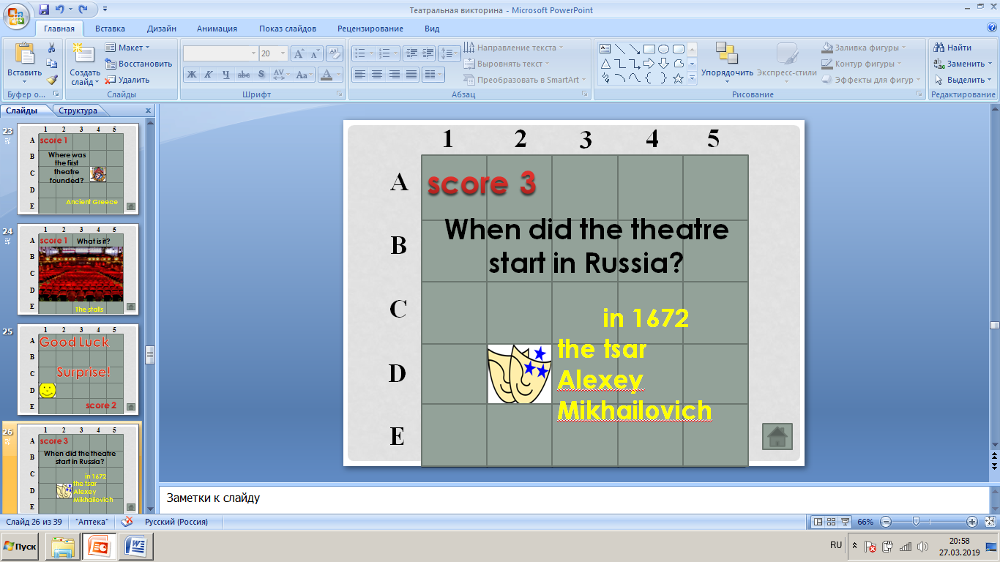 Театральная викторина - Microsoft PowerPoint
Главная Вставка Дизайн Анимация Показ слайдов Рецензирование Вид
Вставить
Буфер о...
Создать слайд
Макет
Восстановить
Удалить
Слайды
20
Ж К Ч abc S AV Aa A
Шрифт
Направление текста
Выровнять текст
Преобразовать в SmartArt
Абзац
Упорядочить
Экспресс-стили
Заливка фигуры
Контур фигуры
Эффекты для фигур
Рисование
Найти
Заменить
Выделить
Редактирование
Слайды Структура
23
1 2 3 4 5
A
B
C
D
E
score 1
Where was
the first
theatre
founded?
Ancient Greece
24
1 2 3 4 5
A
B
C
D
E
score 1 What is it?
The stalls
25
1 2 3 4 5
A
B
C
D
E
Good Luck
Surprise!
score 2
26
1 2 3 4 5
A
B
C
D
E
score 3
When did the theatre
start in Russia?
in 1672
the tsar
Alexey
Mikhailovich
1 2 3 4 5
A
B
C
D
E
score 3
When did the theatre
start in Russia?
in 1672
the tsar
Alexey
Mikhailovich
Заметки к слайду
Слайд 26 из 39 "Аптека" Русский (Россия) 66%
Пуск
RU
20:58
27.03.2019